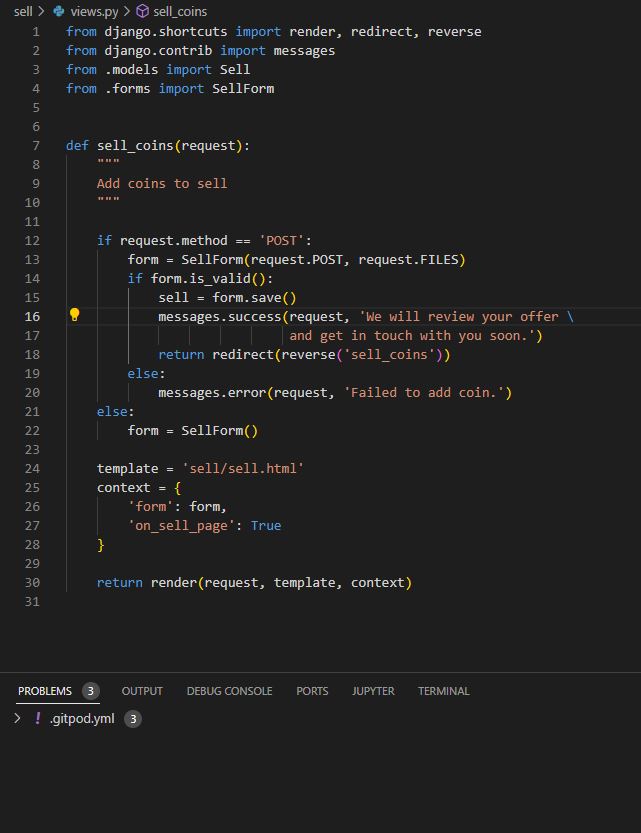 sell > views.py > sell_coins
1 from django.shortcuts import render, redirect, reverse
2 from django.contrib import messages
3 from .models import Sell
4 from .forms import SellForm
5
6
7 def sell_coins(request):
8     """
9     Add coins to sell
10     """
11
12     if request.method == 'POST':
13         form = SellForm(request.POST, request.FILES)
14         if form.is_valid():
15             sell = form.save()
16             messages.success(request, 'We will review your offer \
17                              and get in touch with you soon.')
18             return redirect(reverse('sell_coins'))
19         else:
20             messages.error(request, 'Failed to add coin.')
21     else:
22         form = SellForm()
23
24     template = 'sell/sell.html'
25     context = {
26         'form': form,
27         'on_sell_page': True
28     }
29
30     return render(request, template, context)
31
PROBLEMS 3 OUTPUT DEBUG CONSOLE PORTS JUPYTER TERMINAL
> ! .gitpod.yml 3